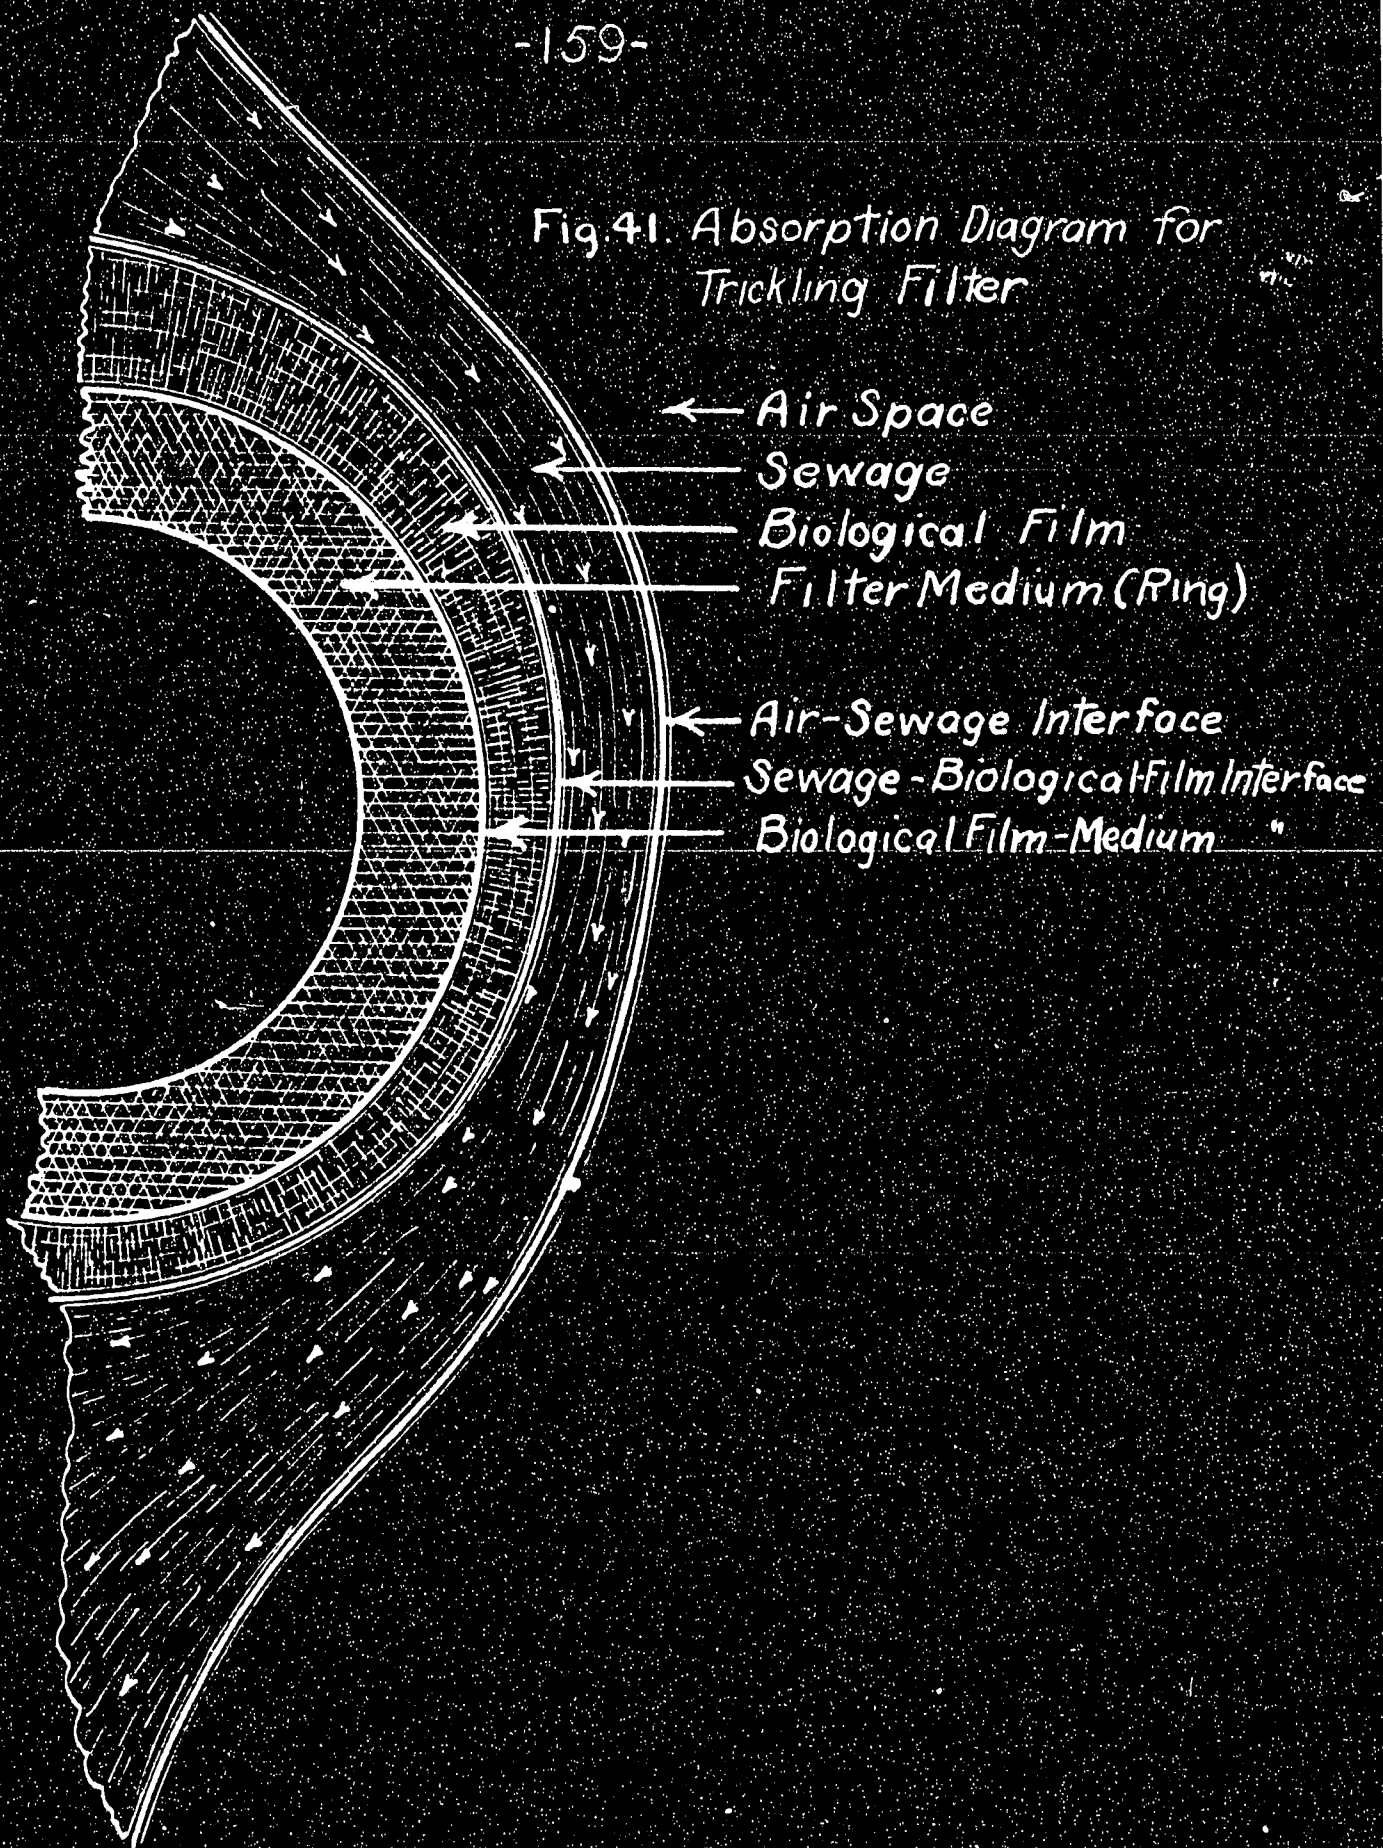 -159-
Fig.41. Absorption Diagram for
Trickling Filter
Air Space
Sewage
Biological Film
Filter Medium (Ring)
Air-Sewage Interface
Sewage-Biological-Film Interface
Biological Film-Medium "